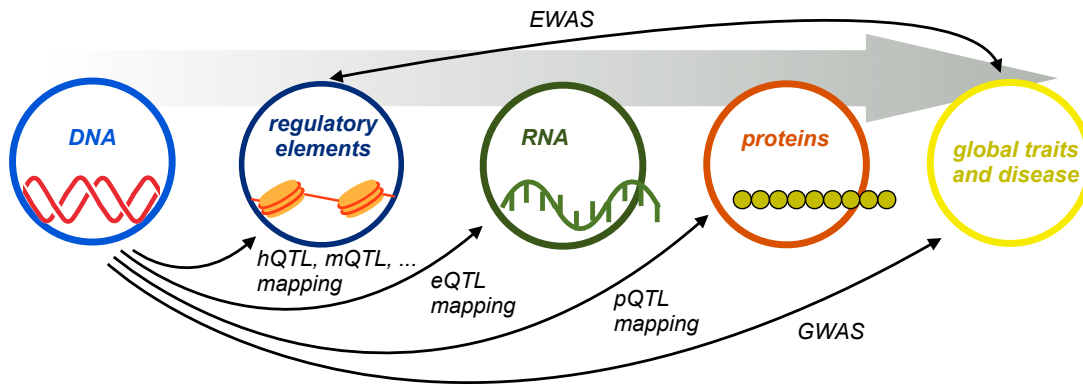 EWAS
DNA
regulatory
elements
RNA
proteins
global traits
and disease
hQTL, mQTL, ...
mapping
eQTL
mapping
pQTL
mapping
GWAS